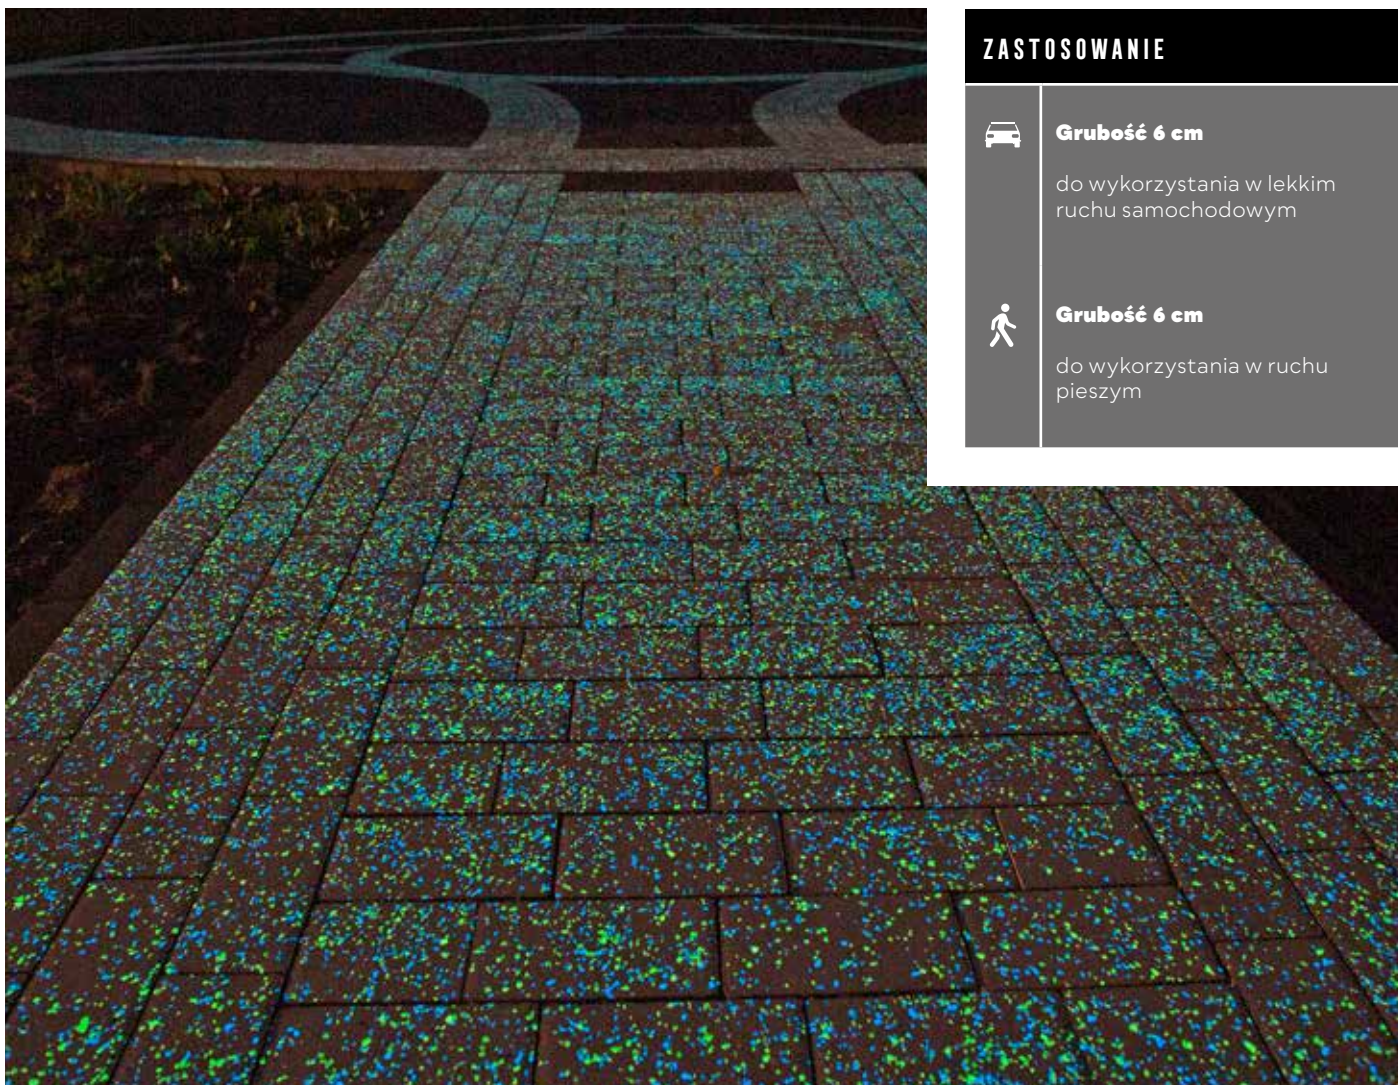 ZASTOSOWANIE
Grubość 6 cm
do wykorzystania w lekkim
ruchu samochodowym
Grubość 6 cm
do wykorzystania w ruchu
pieszym